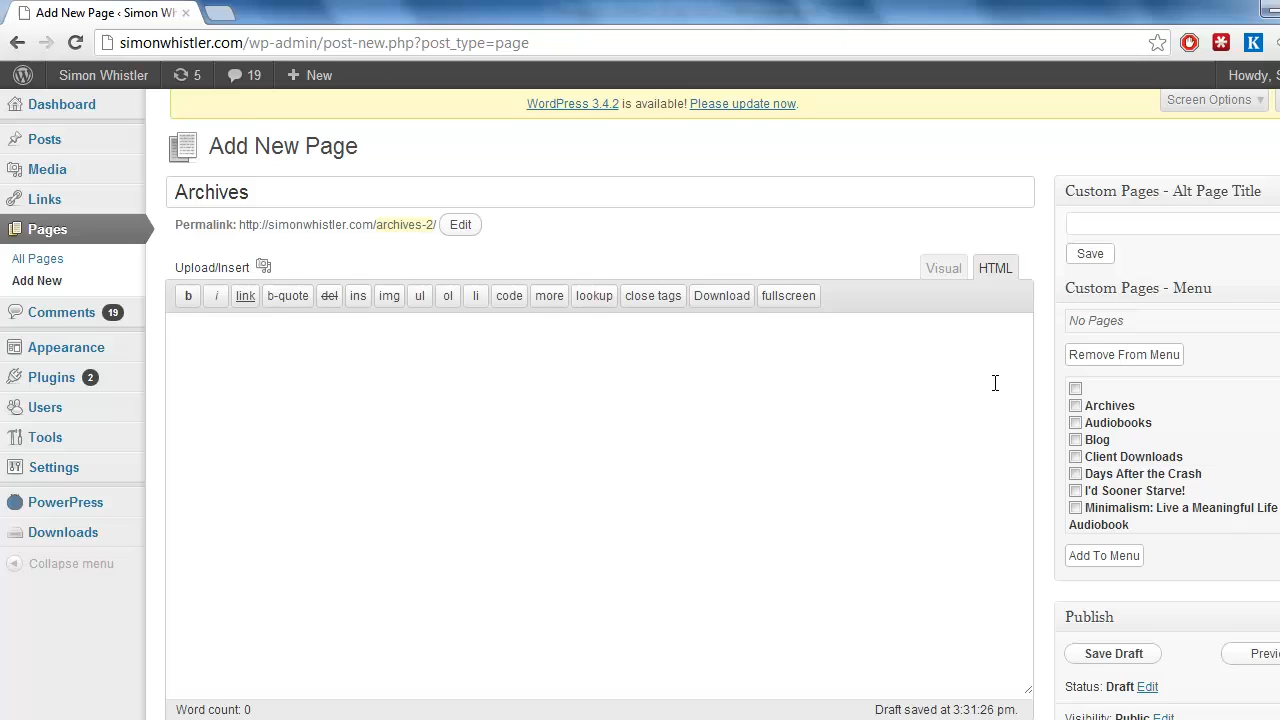 Add New Page ‹ Simon Wh
simonwhistler.com/wp-admin/post-new.php?post_type=page
Simon Whistler 5 19 New Howdy, S
Dashboard
Posts
Media
Links
Pages
All Pages
Add New
Comments 19
Appearance
Plugins 2
Users
Tools
Settings
PowerPress
Downloads
Collapse menu
WordPress 3.4.2 is available! Please update now.
Screen Options
Add New Page
Archives
Permalink: http://simonwhistler.com/archives-2/ Edit
Upload/Insert
Visual HTML
b i link b-quote del ins img ul ol li code more lookup close tags Download fullscreen
Word count: 0 Draft saved at 3:31:26 pm.
Custom Pages - Alt Page Title
Save
Custom Pages - Menu
No Pages
Remove From Menu
Archives
Audiobooks
Blog
Client Downloads
Days After the Crash
I'd Sooner Starve!
Minimalism: Live a Meaningful Life
Audiobook
Add To Menu
Publish
Save Draft Previ
Status: Draft Edit
Visibility: Public Edit